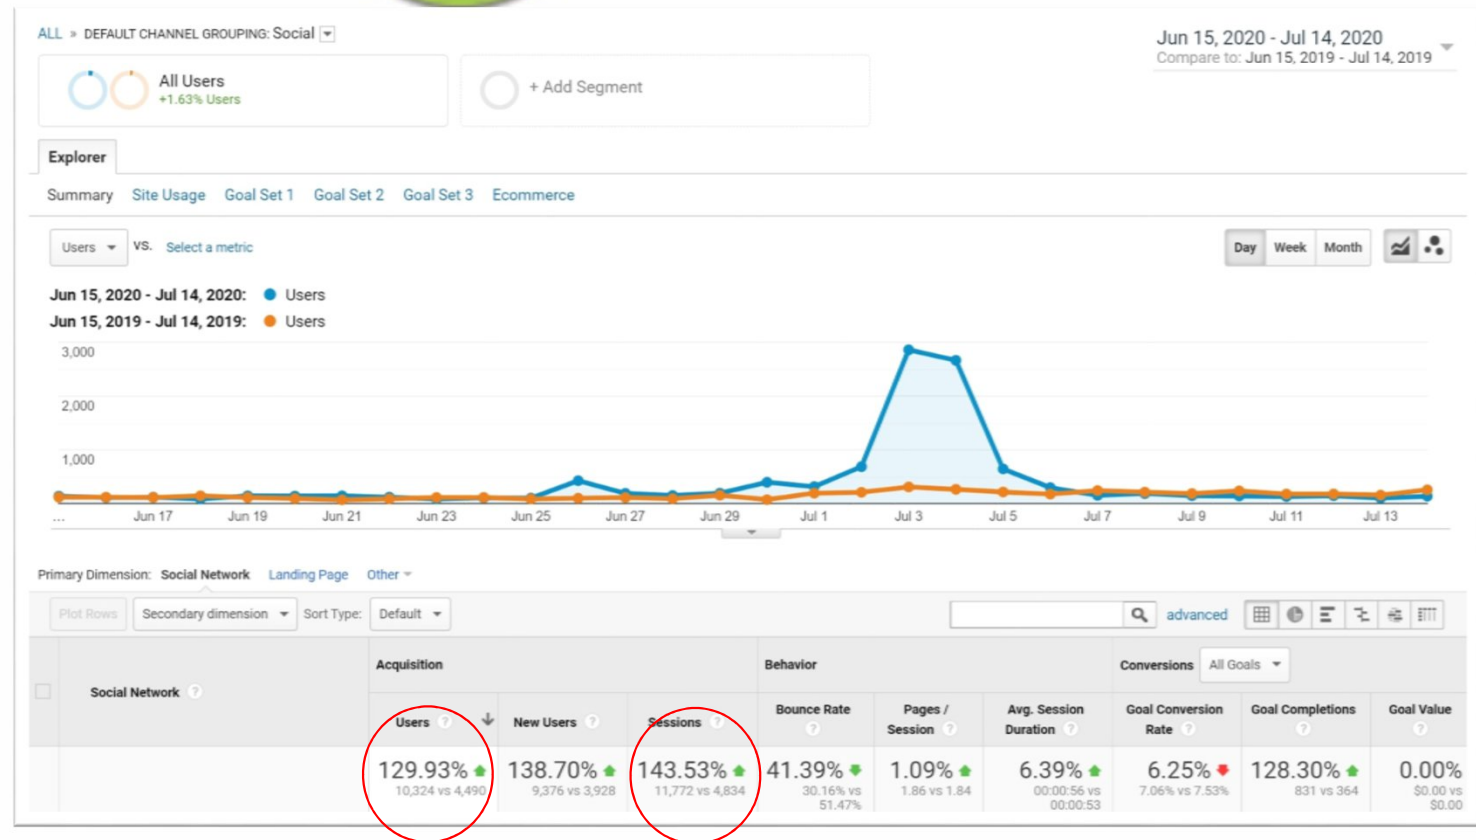 ALL » DEFAULT CHANNEL GROUPING: Social
Jun 15, 2020 - Jul 14, 2020
Compare to: Jun 15, 2019 - Jul 14, 2019
All Users
+1.63% Users
+ Add Segment
Explorer
Summary Site Usage Goal Set 1 Goal Set 2 Goal Set 3 Ecommerce
Users VS. Select a metric
Day Week Month
Jun 15, 2020 - Jul 14, 2020: Users
Jun 15, 2019 - Jul 14, 2019: Users
3,000
2,000
1,000
... Jun 17 Jun 19 Jun 21 Jun 23 Jun 25 Jun 27 Jun 29 Jul 1 Jul 3 Jul 5 Jul 7 Jul 9 Jul 11 Jul 13
Primary Dimension: Social Network Landing Page Other
Plot Rows Secondary dimension Sort Type: Default advanced
Acquisition Behavior Conversions All Goals
Social Network ?
Users ? New Users ? Sessions ? Bounce Rate ? Pages / Session ? Avg. Session Duration ? Goal Conversion Rate ? Goal Completions ? Goal Value ?
129.93% 138.70% 143.53% 41.39% 1.09% 6.39% 6.25% 128.30% 0.00%
10,324 vs 4,490 9,376 vs 3,928 11,772 vs 4,834 30.16% vs 51.47% 1.86 vs 1.84 00:00:56 vs 00:00:53 7.06% vs 7.53% 831 vs 364 $0.00 vs $0.00